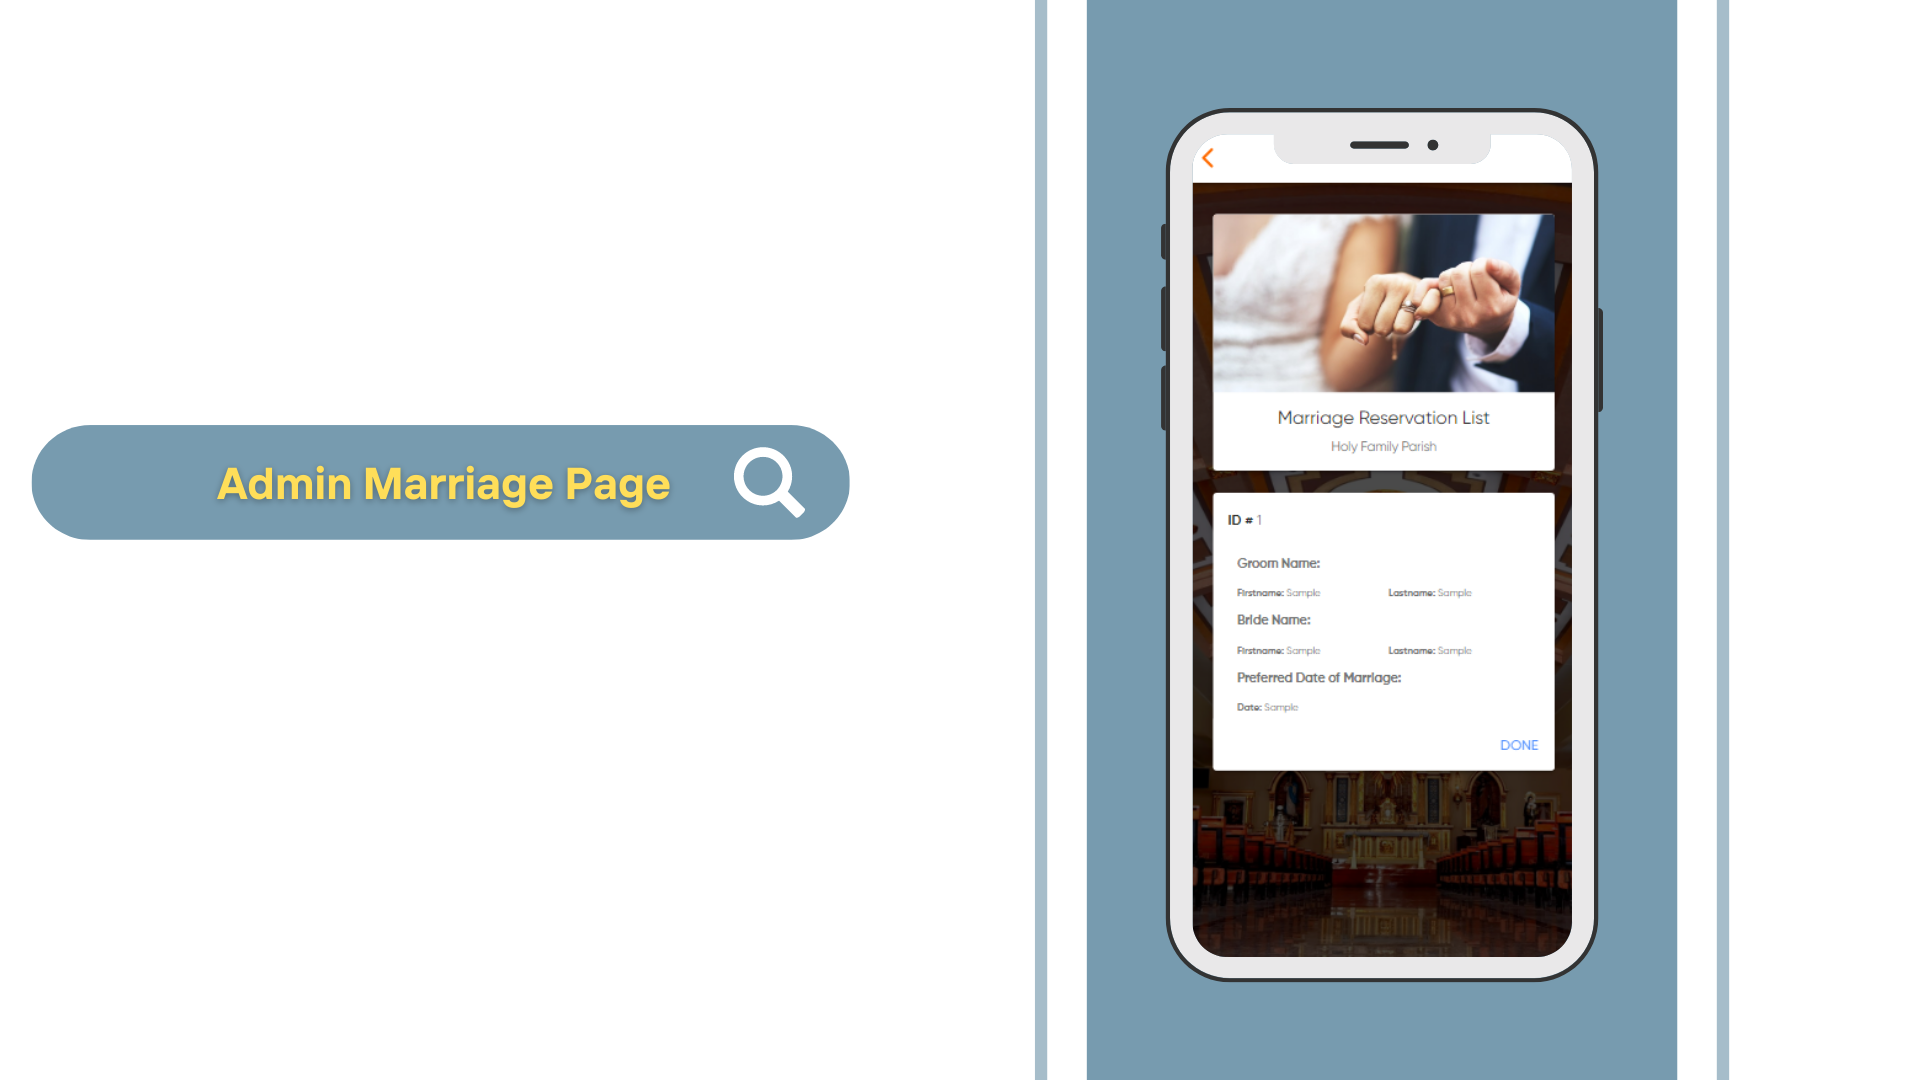 Admin Marriage Page
Marriage Reservation List
Holy Family Parish
ID # 1
Groom Name:
Firstname: Sample Lastname: Sample
Bride Name:
Firstname: Sample Lastname: Sample
Preferred Date of Marriage:
Date: Sample
DONE